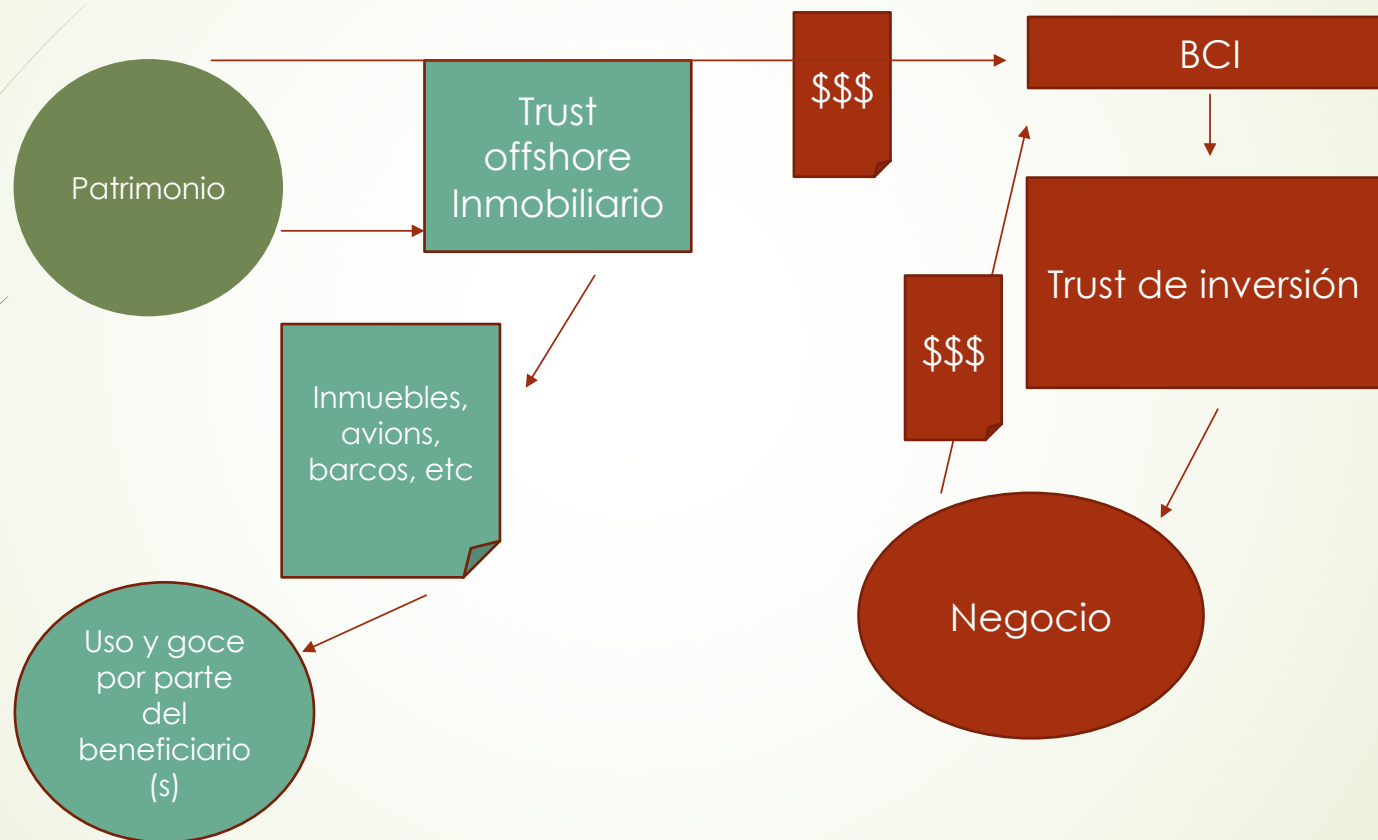 Patrimonio
Trust
offshore
Inmobiliario
$$$
BCI
Trust de inversión
$$$
Inmuebles,
avions,
barcos, etc
Negocio
Uso y goce
por parte
del
beneficiario
(s)